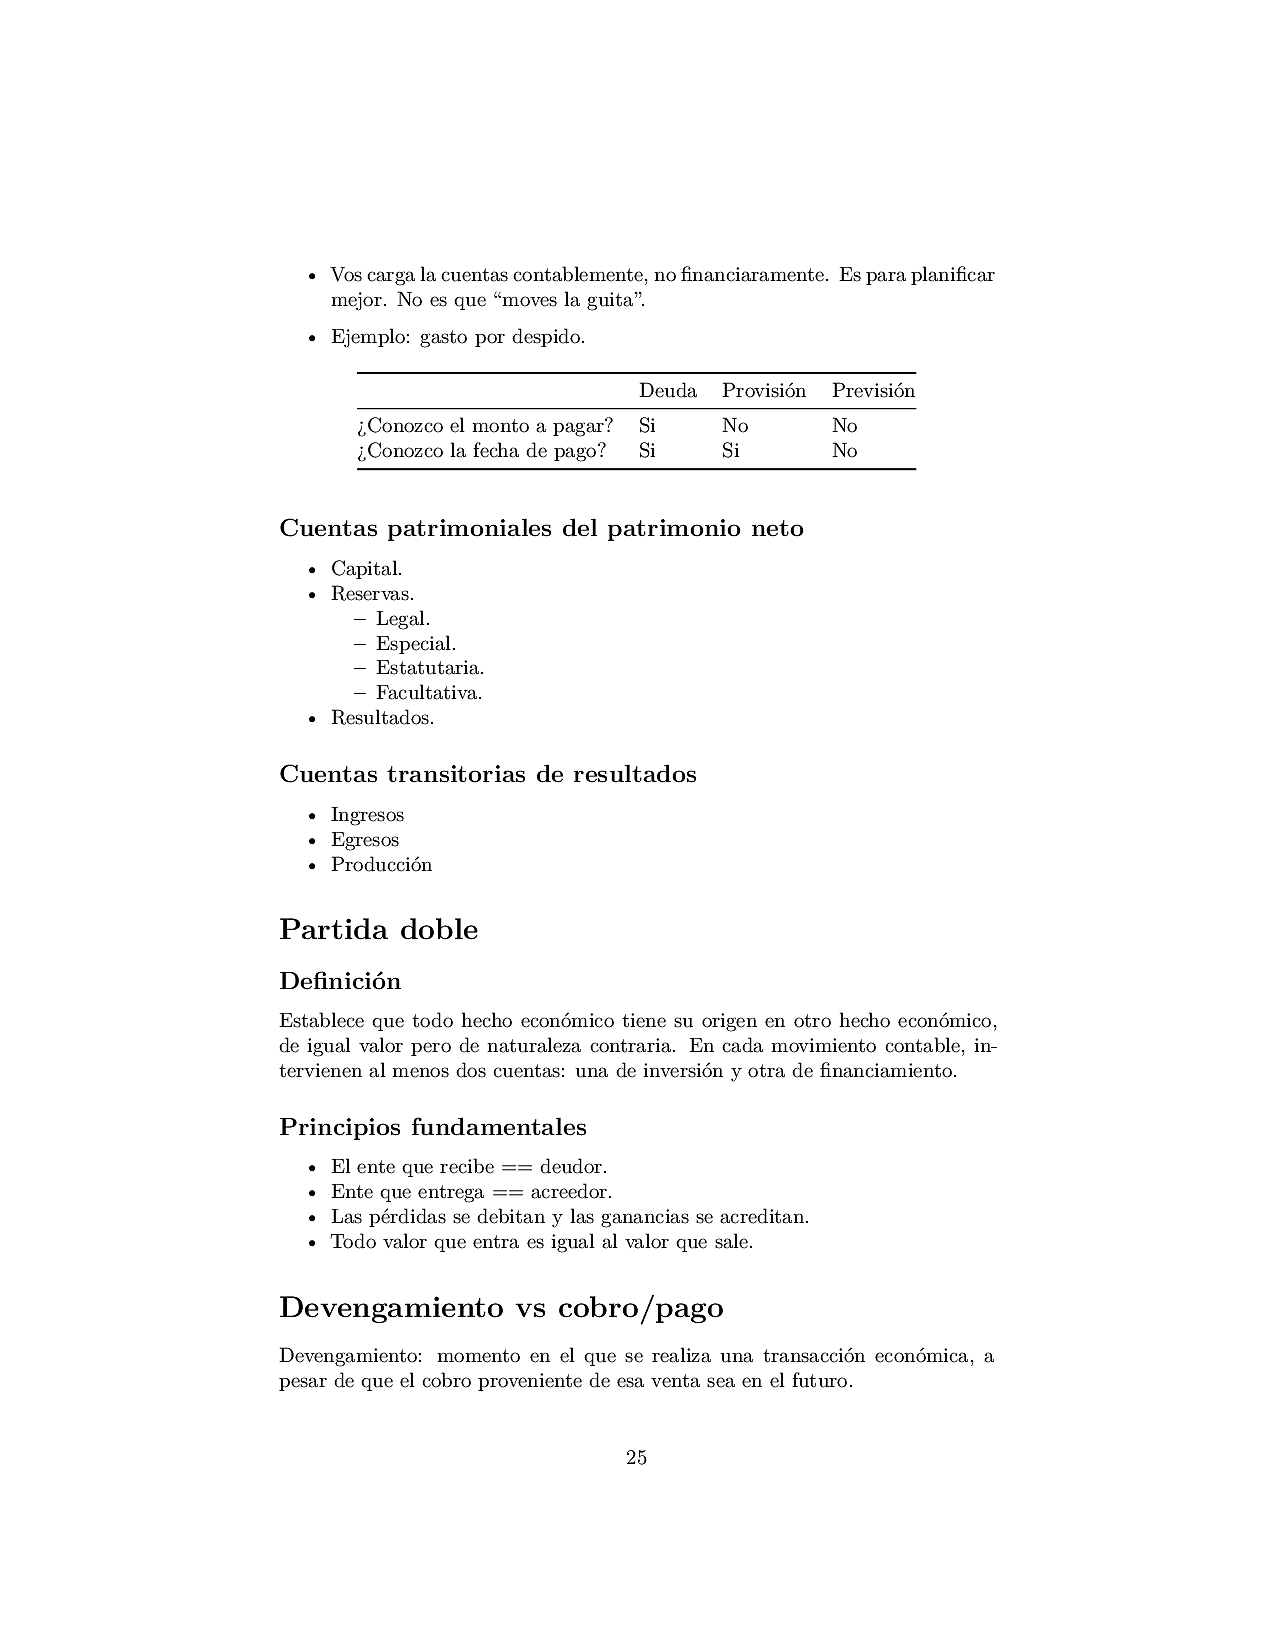 • Vos carga la cuentas contablemente, no financiaramente. Es para planificar
mejor. No es que “moves la guita”.
• Ejemplo: gasto por despido.
Deuda Provisión Previsión
¿Conozco el monto a pagar? Si No No
¿Conozco la fecha de pago? Si Si No
Cuentas patrimoniales del patrimonio neto
• Capital.
• Reservas.
– Legal.
– Especial.
– Estatutaria.
– Facultativa.
• Resultados.
Cuentas transitorias de resultados
• Ingresos
• Egresos
• Producción
Partida doble
Definición
Establece que todo hecho económico tiene su origen en otro hecho económico,
de igual valor pero de naturaleza contraria. En cada movimiento contable, in-
tervienen al menos dos cuentas: una de inversión y otra de financiamiento.
Principios fundamentales
• El ente que recibe == deudor.
• Ente que entrega == acreedor.
• Las pérdidas se debitan y las ganancias se acreditan.
• Todo valor que entra es igual al valor que sale.
Devengamiento vs cobro/pago
Devengamiento: momento en el que se realiza una transacción económica, a
pesar de que el cobro proveniente de esa venta sea en el futuro.
25